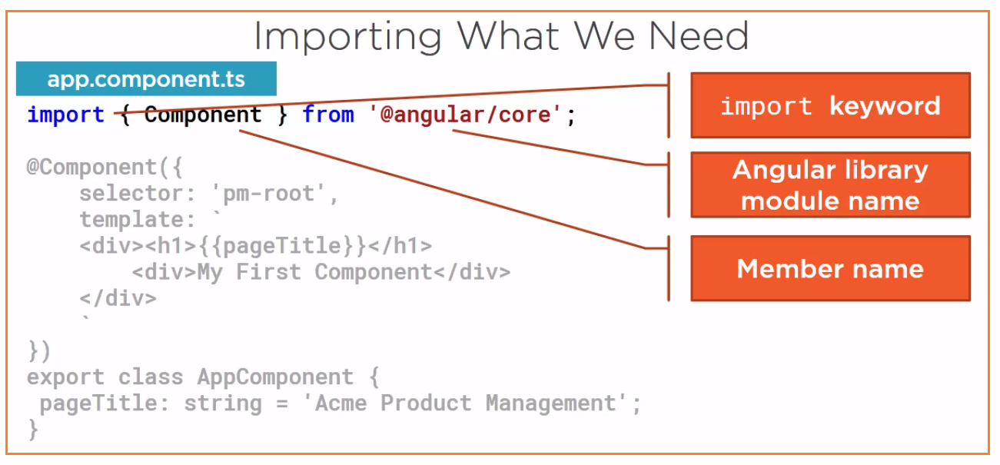 Importing What We Need
app.component.ts
import { Component } from '@angular/core';
@Component({
    selector: 'pm-root',
    template: `
    <div><h1>{{pageTitle}}</h1>
        <div>My First Component</div>
    </div>
    `
})
export class AppComponent {
 pageTitle: string = 'Acme Product Management';
}
import keyword
Angular library
module name
Member name